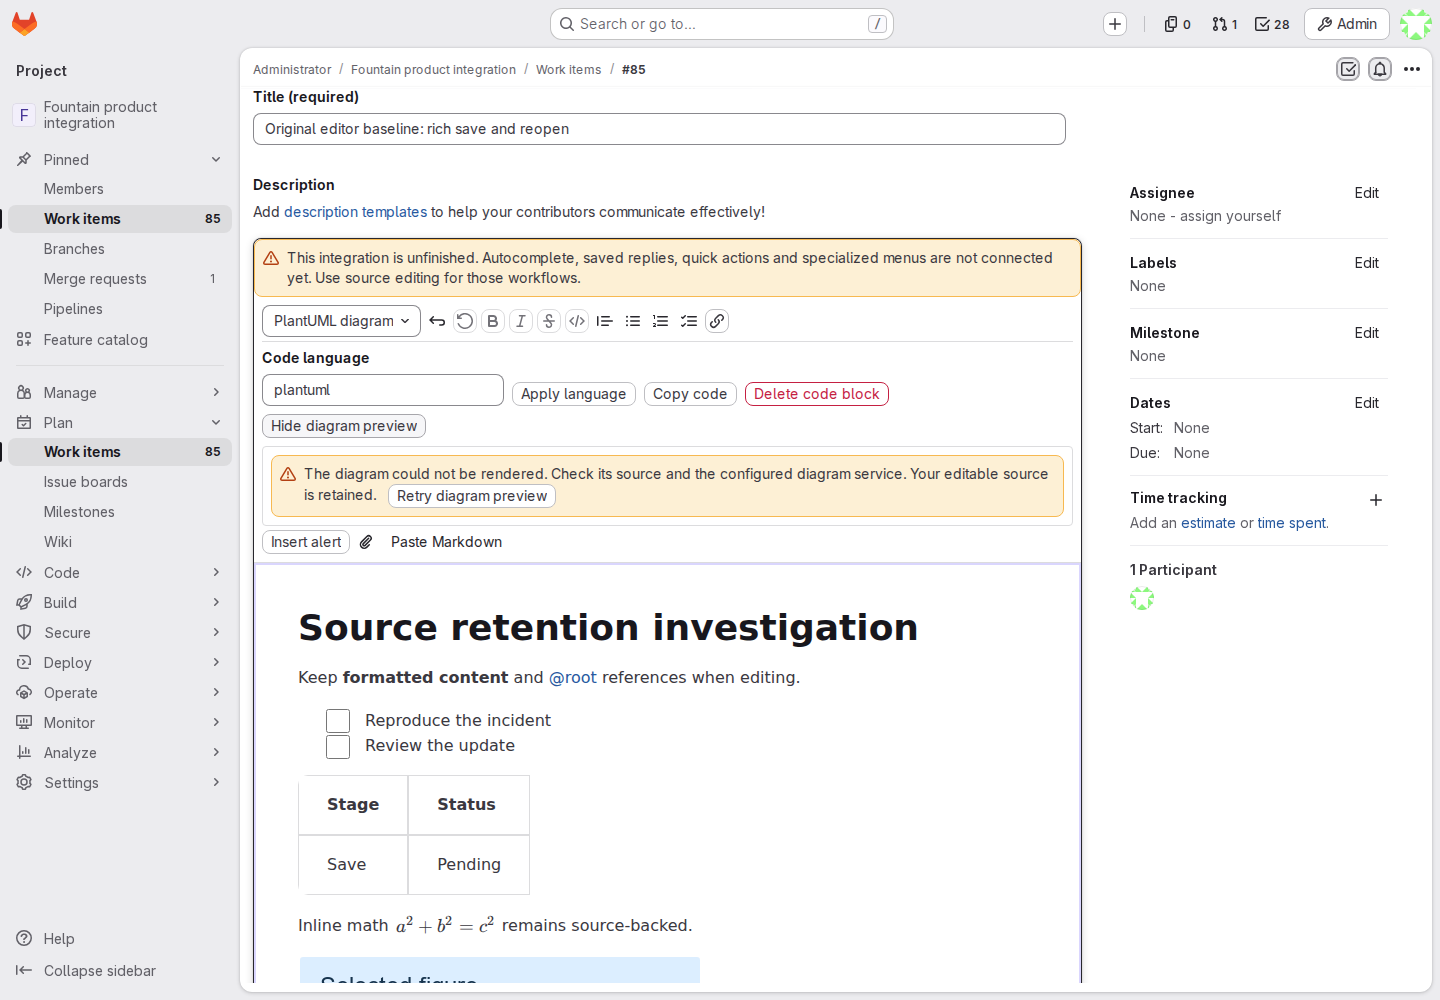 Search or go to...
/
0
1
28
Admin
Project
F
Fountain product
integration
Pinned
Members
Work items
85
Branches
Merge requests
1
Pipelines
Feature catalog
Manage
Plan
Work items
85
Issue boards
Milestones
Wiki
Code
Build
Secure
Deploy
Operate
Monitor
Analyze
Settings
Help
Collapse sidebar
Administrator / Fountain product integration / Work items / #85
Title (required)
Original editor baseline: rich save and reopen
Description
Add description templates to help your contributors communicate effectively!
This integration is unfinished. Autocomplete, saved replies, quick actions and specialized menus are not connected
yet. Use source editing for those workflows.
PlantUML diagram
Code language
plantuml
Apply language
Copy code
Delete code block
Hide diagram preview
The diagram could not be rendered. Check its source and the configured diagram service. Your editable source
is retained. Retry diagram preview
Insert alert
Paste Markdown
Source retention investigation
Keep formatted content and @root references when editing.
Reproduce the incident
Review the update
Stage Status
Save Pending
Inline math a² + b² = c² remains source-backed.
Selected figure
Assignee
Edit
None - assign yourself
Labels
Edit
None
Milestone
Edit
None
Dates
Edit
Start: None
Due: None
Time tracking
Add an estimate or time spent.
1 Participant